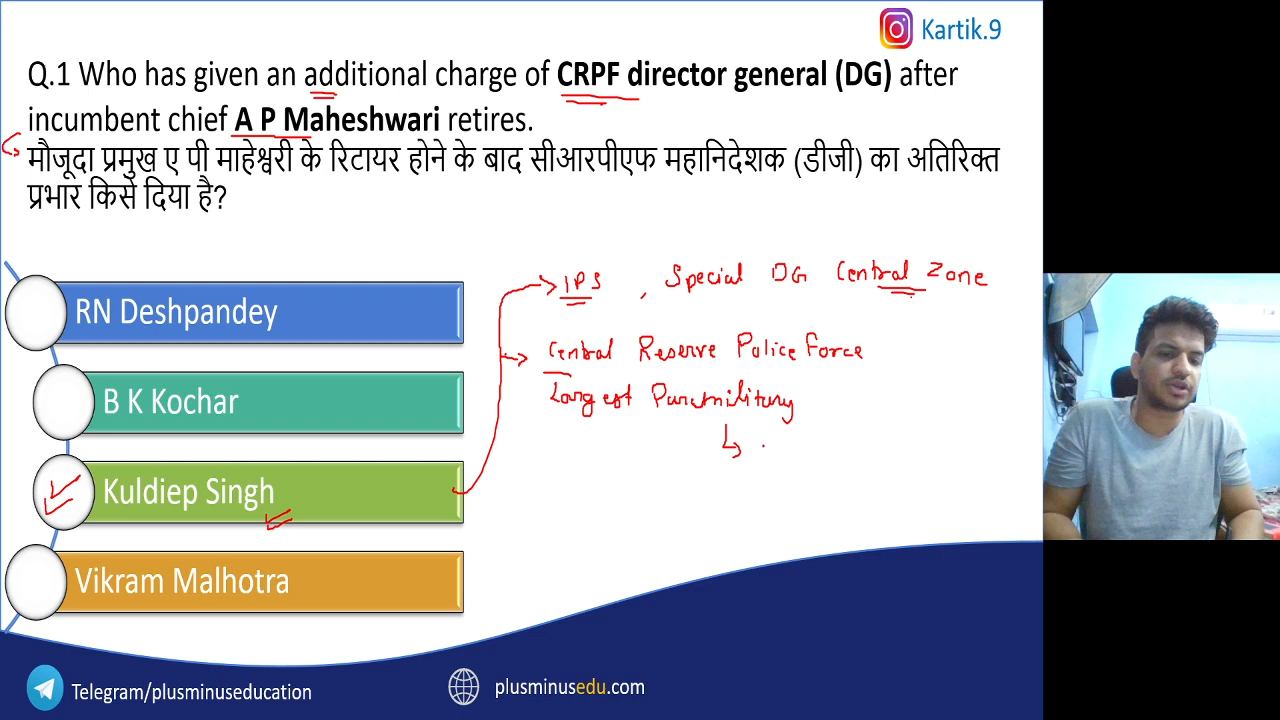 Kartik.9
Q.1 Who has given an additional charge of CRPF director general (DG) after
incumbent chief A P Maheshwari retires.
मौजूदा प्रमुख ए पी माहेश्वरी के रिटायर होने के बाद सीआरपीएफ महानिदेशक (डीजी) का अतिरिक्त
प्रभार किसे दिया है?
RN Deshpandey
B K Kochar
Kuldiep Singh
Vikram Malhotra
IPS , Special DG Central Zone
Central Reserve Police Force
Largest Paramilitary
Telegram/plusminuseducation
plusminusedu.com